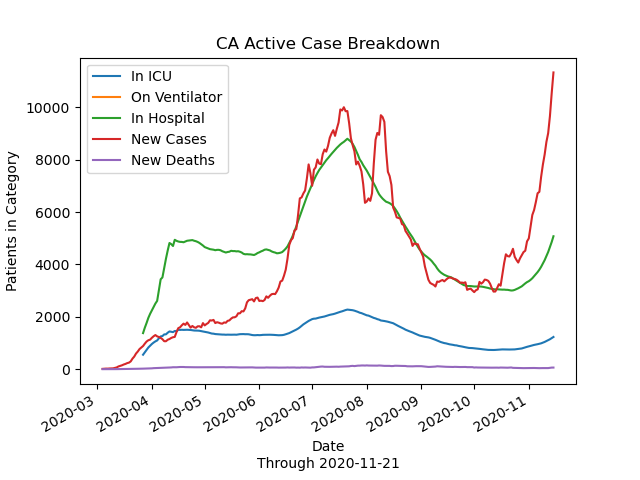 CA Active Case Breakdown
In ICU
On Ventilator
In Hospital
New Cases
New Deaths
Patients in Category
10000
8000
6000
4000
2000
0
2020-03
2020-04
2020-05
2020-06
2020-07
2020-08
2020-09
2020-10
2020-11
Date
Through 2020-11-21